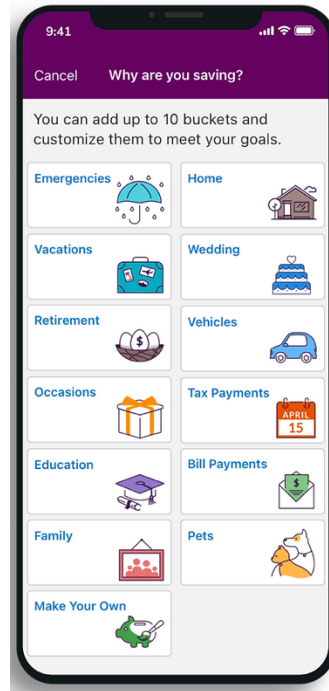 9:41
Cancel Why are you saving?
You can add up to 10 buckets and
customize them to meet your goals.
Emergencies
Home
Vacations
Wedding
Retirement
$
Vehicles
Occasions
Tax Payments
APRIL
15
Education
Bill Payments
$
Family
Pets
Make Your Own